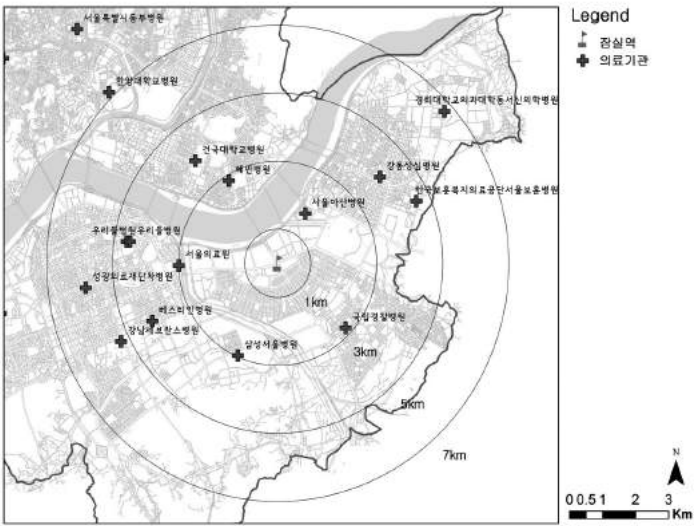 서울특별시동부병원
한양대학교병원
경희대학교의과대학동서신의학병원
건국대학교병원
혜민병원
강동성심병원
한국보훈복지의료공단서울보훈병원
서울아산병원
우리들병원우리들병원
서울의료원
성광의료재단차병원
1km
베스티안병원
국립경찰병원
강남세브란스병원
삼성서울병원
3km
5km
7km
Legend
잠실역
의료기관
N
0 0.5 1 2 3
Km